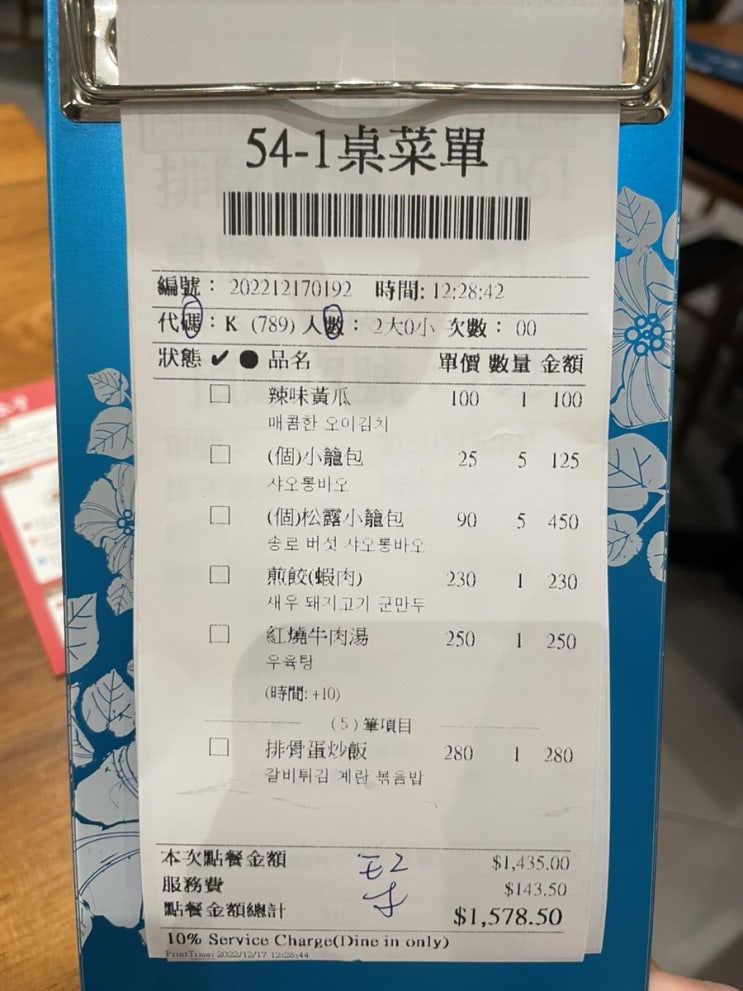 54-1桌菜單
編號： 202212170192 時間: 12:28:42
代碼：K (789) 人數： 2大0小 次數： 00
狀態 ✔ ● 品名 單價 數量 金額
☐ 辣味黃瓜 100 1 100
매콤한 오이김치
☐ (個)小籠包 25 5 125
샤오롱바오
☐ (個)松露小籠包 90 5 450
송로 버섯 샤오롱바오
☐ 煎餃(蝦肉) 230 1 230
새우 돼지고기 군만두
☐ 紅燒牛肉湯 250 1 250
우육탕
(時間: +10)
(5)筆項目
☐ 排骨蛋炒飯 280 1 280
갈비튀김 계란 볶음밥
本次點餐金額 $1,435.00
服務費 $143.50
點餐金額總計 $1,578.50
10% Service Charge(Dine in only)
PrintTime: 2022/12/17 12:28:44